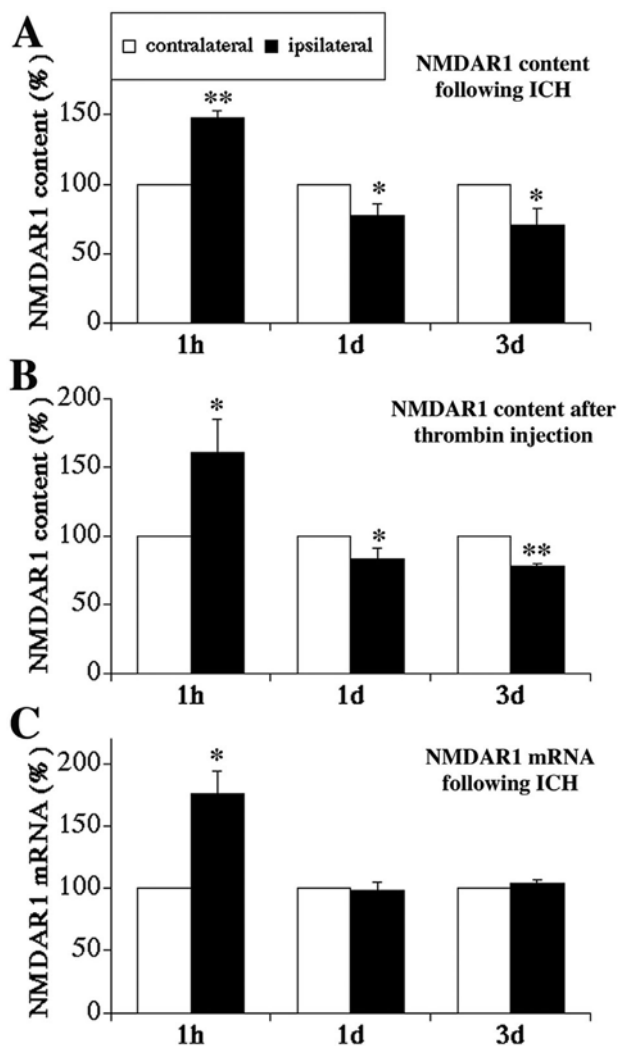 A
contralateral ipsilateral
NMDAR1 content
following ICH
NMDAR1 content (%)
150
100
50
0
**
*
*
1h 1d 3d
B
NMDAR1 content after
thrombin injection
NMDAR1 content (%)
200
150
100
50
0
*
*
**
1h 1d 3d
C
NMDAR1 mRNA
following ICH
NMDAR1 mRNA (%)
200
150
100
50
0
*
1h 1d 3d